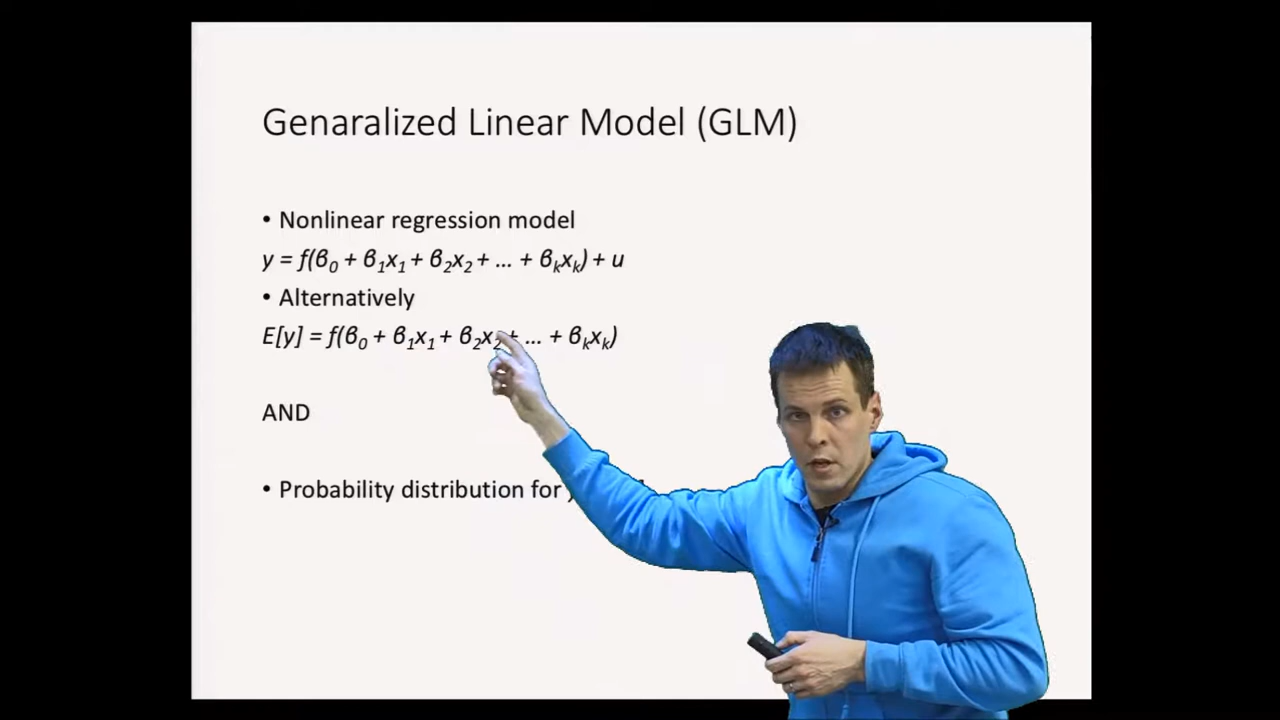 Genaralized Linear Model (GLM)
• Nonlinear regression model
y = f(β₀ + β₁x₁ + β₂x₂ + ... + βₖxₖ) + u
• Alternatively
E[y] = f(β₀ + β₁x₁ + β₂x₂ + ... + βₖxₖ)
AND
• Probability distribution for